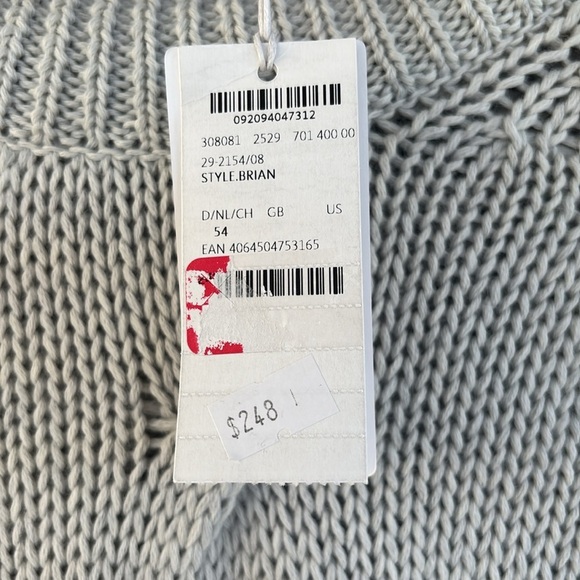 092094047312
308081 2529 701 400 00
29-2154/08
STYLE.BRIAN
D/NL/CH GB US
54
EAN 4064504753165
$248 !